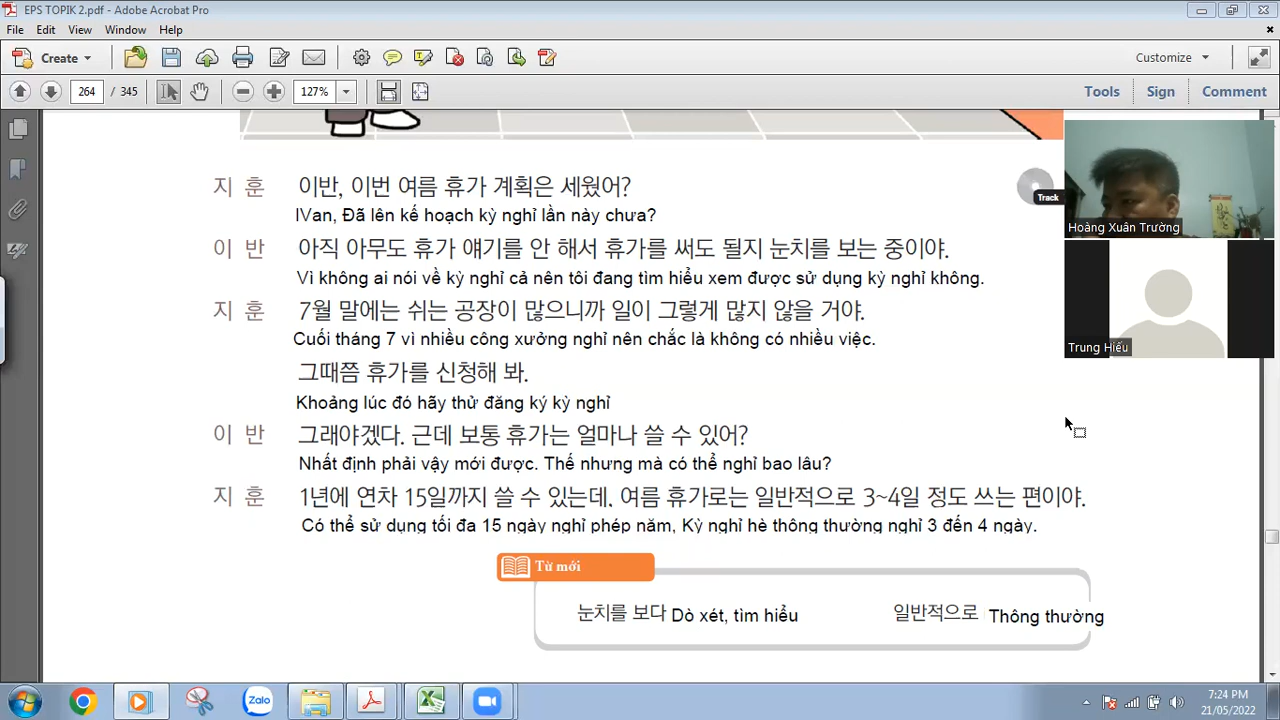 EPS TOPIK 2.pdf - Adobe Acrobat Pro
File Edit View Window Help
Create Customize
264 / 345 127% Tools Sign Comment
지 훈 이반, 이번 여름 휴가 계획은 세웠어?
Track
IVan, Đã lên kế hoạch kỳ nghỉ lần này chưa?
Hoàng Xuân Trường
이 반 아직 아무도 휴가 얘기를 안 해서 휴가를 써도 될지 눈치를 보는 중이야.
Vì không ai nói về kỳ nghỉ cả nên tôi đang tìm hiểu xem được sử dụng kỳ nghỉ không.
지 훈 7월 말에는 쉬는 공장이 많으니까 일이 그렇게 많지 않을 거야.
Cuối tháng 7 vì nhiều công xưởng nghỉ nên chắc là không có nhiều việc.
Trung Hiếu
그때쯤 휴가를 신청해 봐.
Khoảng lúc đó hãy thử đăng ký kỳ nghỉ
이 반 그래야겠다. 근데 보통 휴가는 얼마나 쓸 수 있어?
Nhất định phải vậy mới được. Thế nhưng mà có thể nghỉ bao lâu?
지 훈 1년에 연차 15일까지 쓸 수 있는데, 여름 휴가로는 일반적으로 3~4일 정도 쓰는 편이야.
Có thể sử dụng tối đa 15 ngày nghỉ phép năm, Kỳ nghỉ hè thông thường nghỉ 3 đến 4 ngày.
Từ mới
눈치를 보다 Dò xét, tìm hiểu 일반적으로 Thông thường
Zalo
7:24 PM
21/05/2022